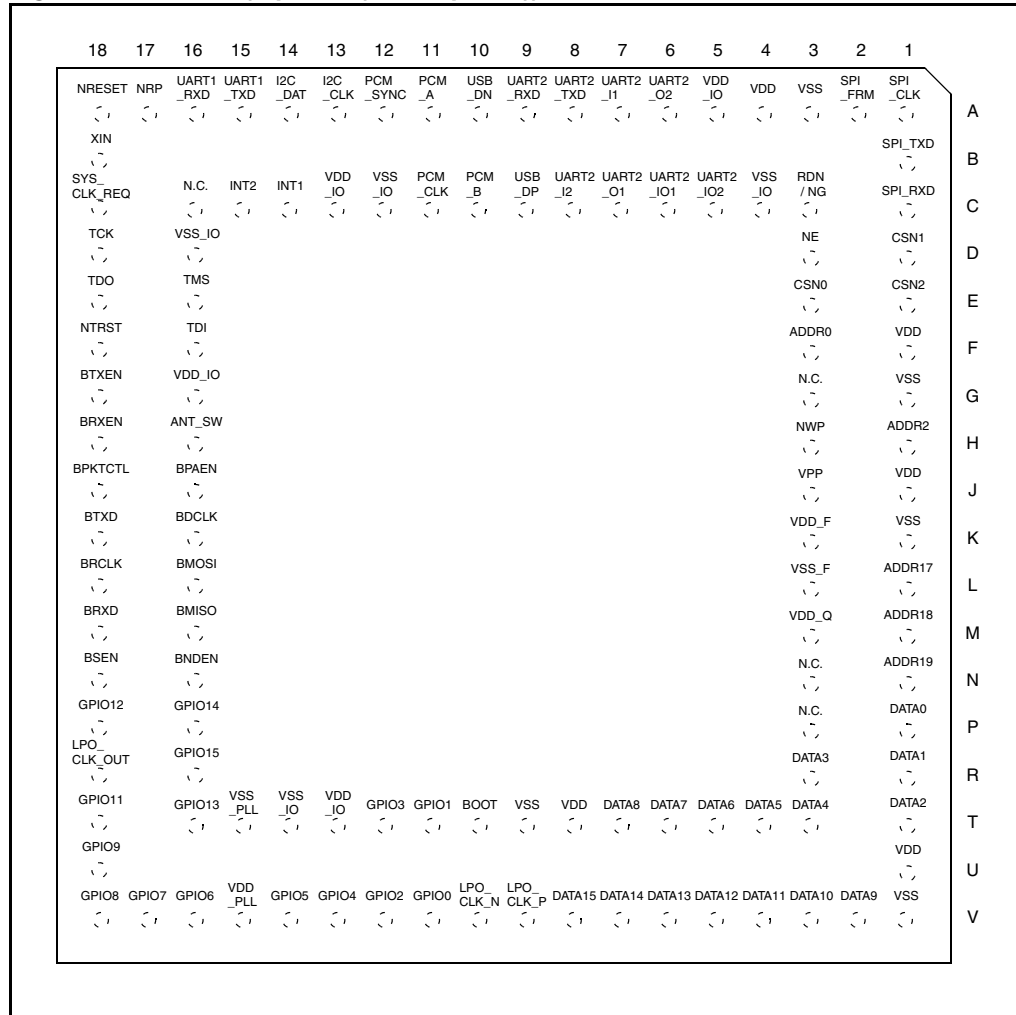 18 17 16 15 14 13 12 11 10 9 8 7 6 5 4 3 2 1
NRESET NRP UART1 UART1 I2C I2C PCM PCM USB UART2 UART2 UART2 UART2 VDD VDD VSS SPI SPI
_RXD _TXD _DAT _CLK _SYNC _A _DN _RXD _TXD _I1 _O2 _IO _FRM _CLK
A
XIN SPI_TXD
B
SYS_
CLK_REQ N.C. INT2 INT1 VDD VSS PCM PCM USB UART2 UART2 UART2 UART2 VSS RDN SPI_RXD
_IO _IO _CLK _B _DP _I2 _O1 _IO1 _IO2 _IO / NG
C
TCK VSS_IO NE CSN1
D
TDO TMS CSN0 CSN2
E
NTRST TDI ADDR0 VDD
F
BTXEN VDD_IO N.C. VSS
G
BRXEN ANT_SW NWP ADDR2
H
BPKTCTL BPAEN VPP VDD
J
BTXD BDCLK VDD_F VSS
K
BRCLK BMOSI VSS_F ADDR17
L
BRXD BMISO VDD_Q ADDR18
M
BSEN BNDEN N.C. ADDR19
N
GPIO12 GPIO14 N.C. DATA0
P
LPO_
CLK_OUT GPIO15 DATA3 DATA1
R
GPIO11 GPIO13 VSS VSS VDD GPIO3 GPIO1 BOOT VSS VDD DATA8 DATA7 DATA6 DATA5 DATA4 DATA2
_PLL _IO _IO
T
GPIO9 VDD
U
GPIO8 GPIO7 GPIO6 VDD GPIO5 GPIO4 GPIO2 GPIO0 LPO_ LPO_ DATA15 DATA14 DATA13 DATA12 DATA11 DATA10 DATA9 VSS
_PLL CLK_N CLK_P
V